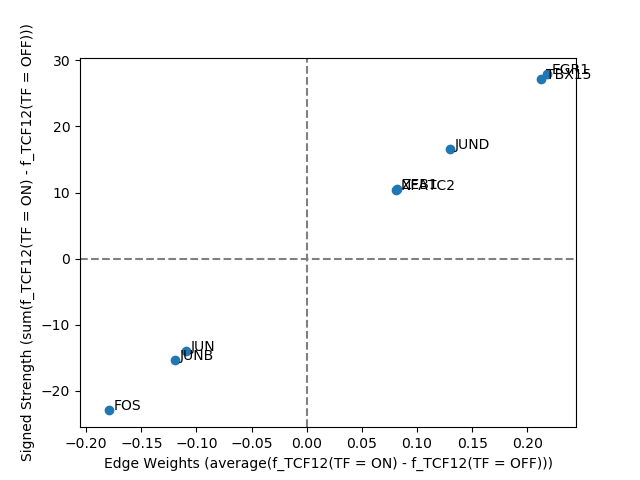 Signed Strength (sum(f_TCF12(TF = ON) - f_TCF12(TF = OFF)))
30
20
10
0
−10
−20
EGR1
TBX15
JUND
NFATC2
JUN
JUNB
FOS
−0.20 −0.15 −0.10 −0.05 0.00 0.05 0.10 0.15 0.20
Edge Weights (average(f_TCF12(TF = ON) - f_TCF12(TF = OFF)))